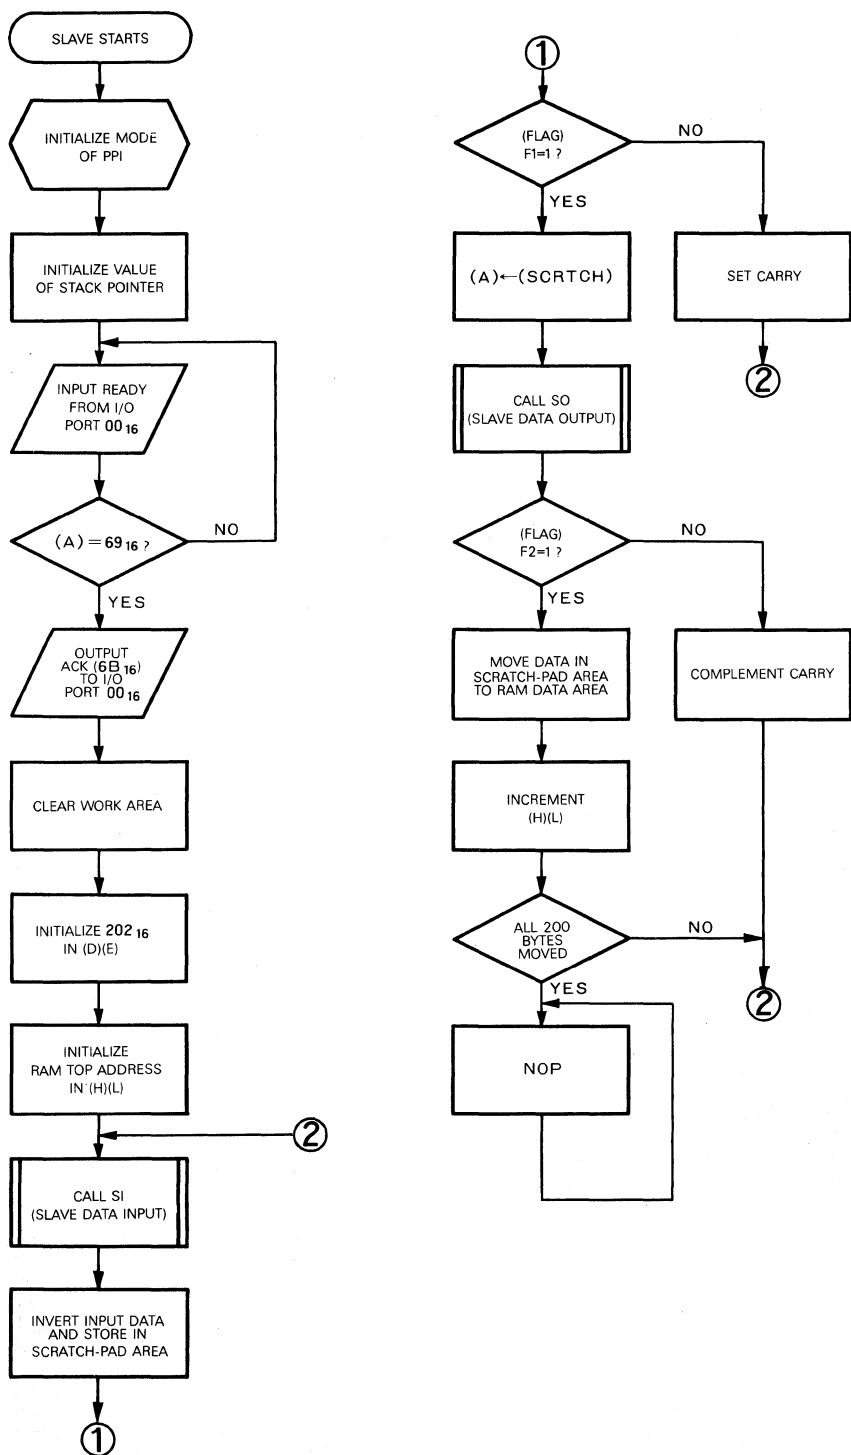 SLAVE STARTS
INITIALIZE MODE
OF PPI
INITIALIZE VALUE
OF STACK POINTER
INPUT READY
FROM I/O
PORT 00₁₆
(A) = 69₁₆ ?
NO
YES
OUTPUT
ACK (6B₁₆)
TO I/O
PORT 00₁₆
CLEAR WORK AREA
INITIALIZE 202₁₆
IN (D)(E)
INITIALIZE
RAM TOP ADDRESS
IN (H)(L)
②
CALL SI
(SLAVE DATA INPUT)
INVERT INPUT DATA
AND STORE IN
SCRATCH-PAD AREA
①
①
(FLAG)
F1=1 ?
NO
YES
(A)←(SCRTCH)
SET CARRY
②
CALL SO
(SLAVE DATA OUTPUT)
(FLAG)
F2=1 ?
NO
YES
MOVE DATA IN
SCRATCH-PAD AREA
TO RAM DATA AREA
COMPLEMENT CARRY
INCREMENT
(H)(L)
ALL 200
BYTES
MOVED
NO
YES
②
NOP